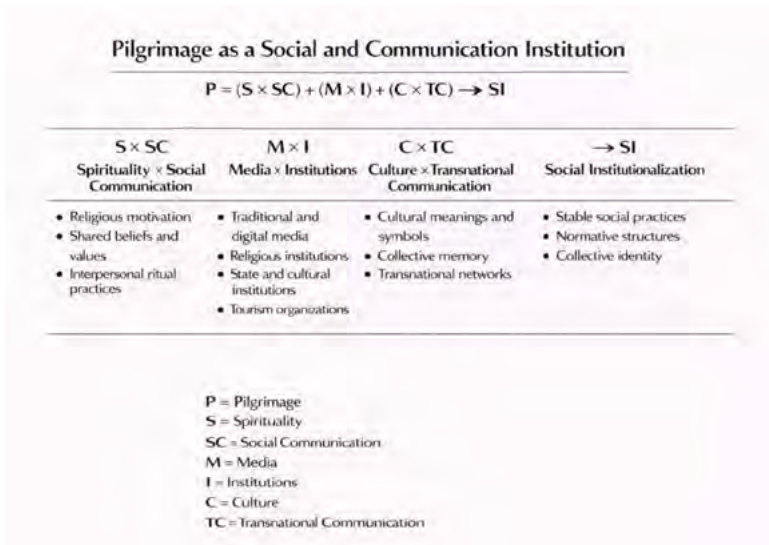 Pilgrimage as a Social and Communication Institution
P = (S × SC) + (M × I) + (C × TC) → SI
S × SC
Spirituality × Social
Communication
• Religious motivation
• Shared beliefs and
values
• Interpersonal ritual
practices
M × I
Media × Institutions
• Traditional and
digital media
• Religious institutions
• State and cultural
institutions
• Tourism organizations
C × TC
Culture × Transnational
Communication
• Cultural meanings and
symbols
• Collective memory
• Transnational networks
→ SI
Social Institutionalization
• Stable social practices
• Normative structures
• Collective identity
P = Pilgrimage
S = Spirituality
SC = Social Communication
M = Media
I = Institutions
C = Culture
TC = Transnational Communication